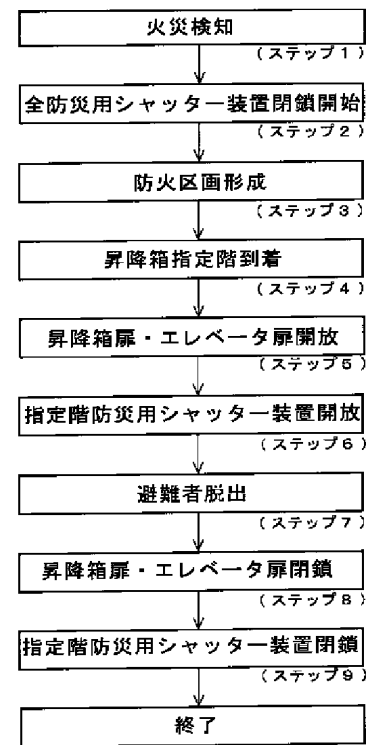 火災検知
(ステップ1)
全防災用シャッター装置閉鎖開始
(ステップ2)
防火区画形成
(ステップ3)
昇降箱指定階到着
(ステップ4)
昇降箱扉・エレベータ扉開放
(ステップ5)
指定階防災用シャッター装置開放
(ステップ6)
避難者脱出
(ステップ7)
昇降箱扉・エレベータ扉閉鎖
(ステップ8)
指定階防災用シャッター装置閉鎖
(ステップ9)
終了